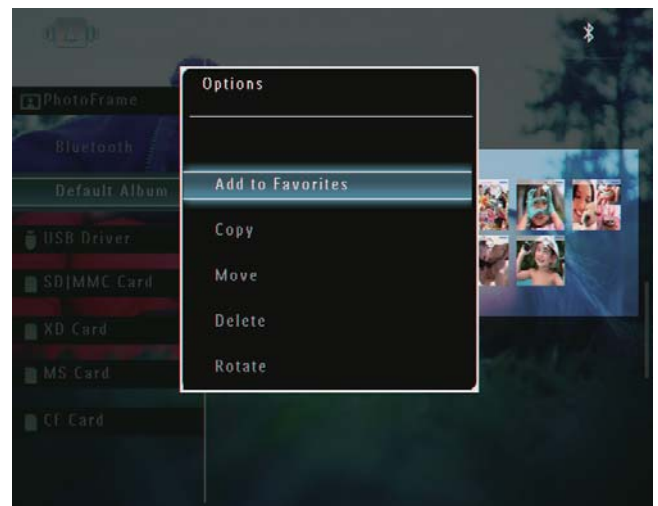 PhotoFrame
Bluetooth
Default Album
USB Driver
SD|MMC Card
XD Card
MS Card
CF Card
Options
Add to Favorites
Copy
Move
Delete
Rotate